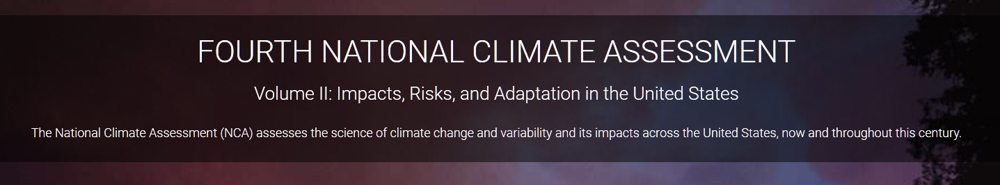 FOURTH NATIONAL CLIMATE ASSESSMENT
Volume II: Impacts, Risks, and Adaptation in the United States
The National Climate Assessment (NCA) assesses the science of climate change and variability and its impacts across the United States, now and throughout this century.